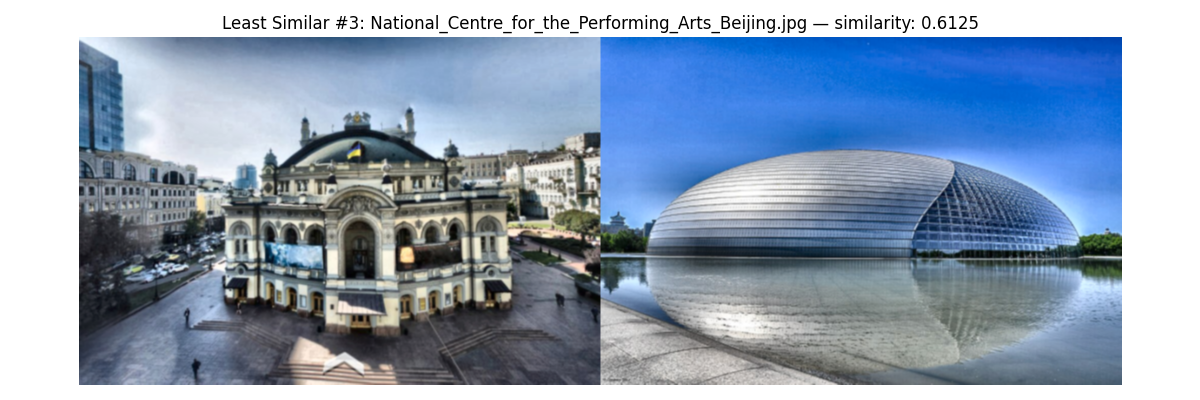 Least Similar #3: National_Centre_for_the_Performing_Arts_Beijing.jpg — similarity: 0.6125